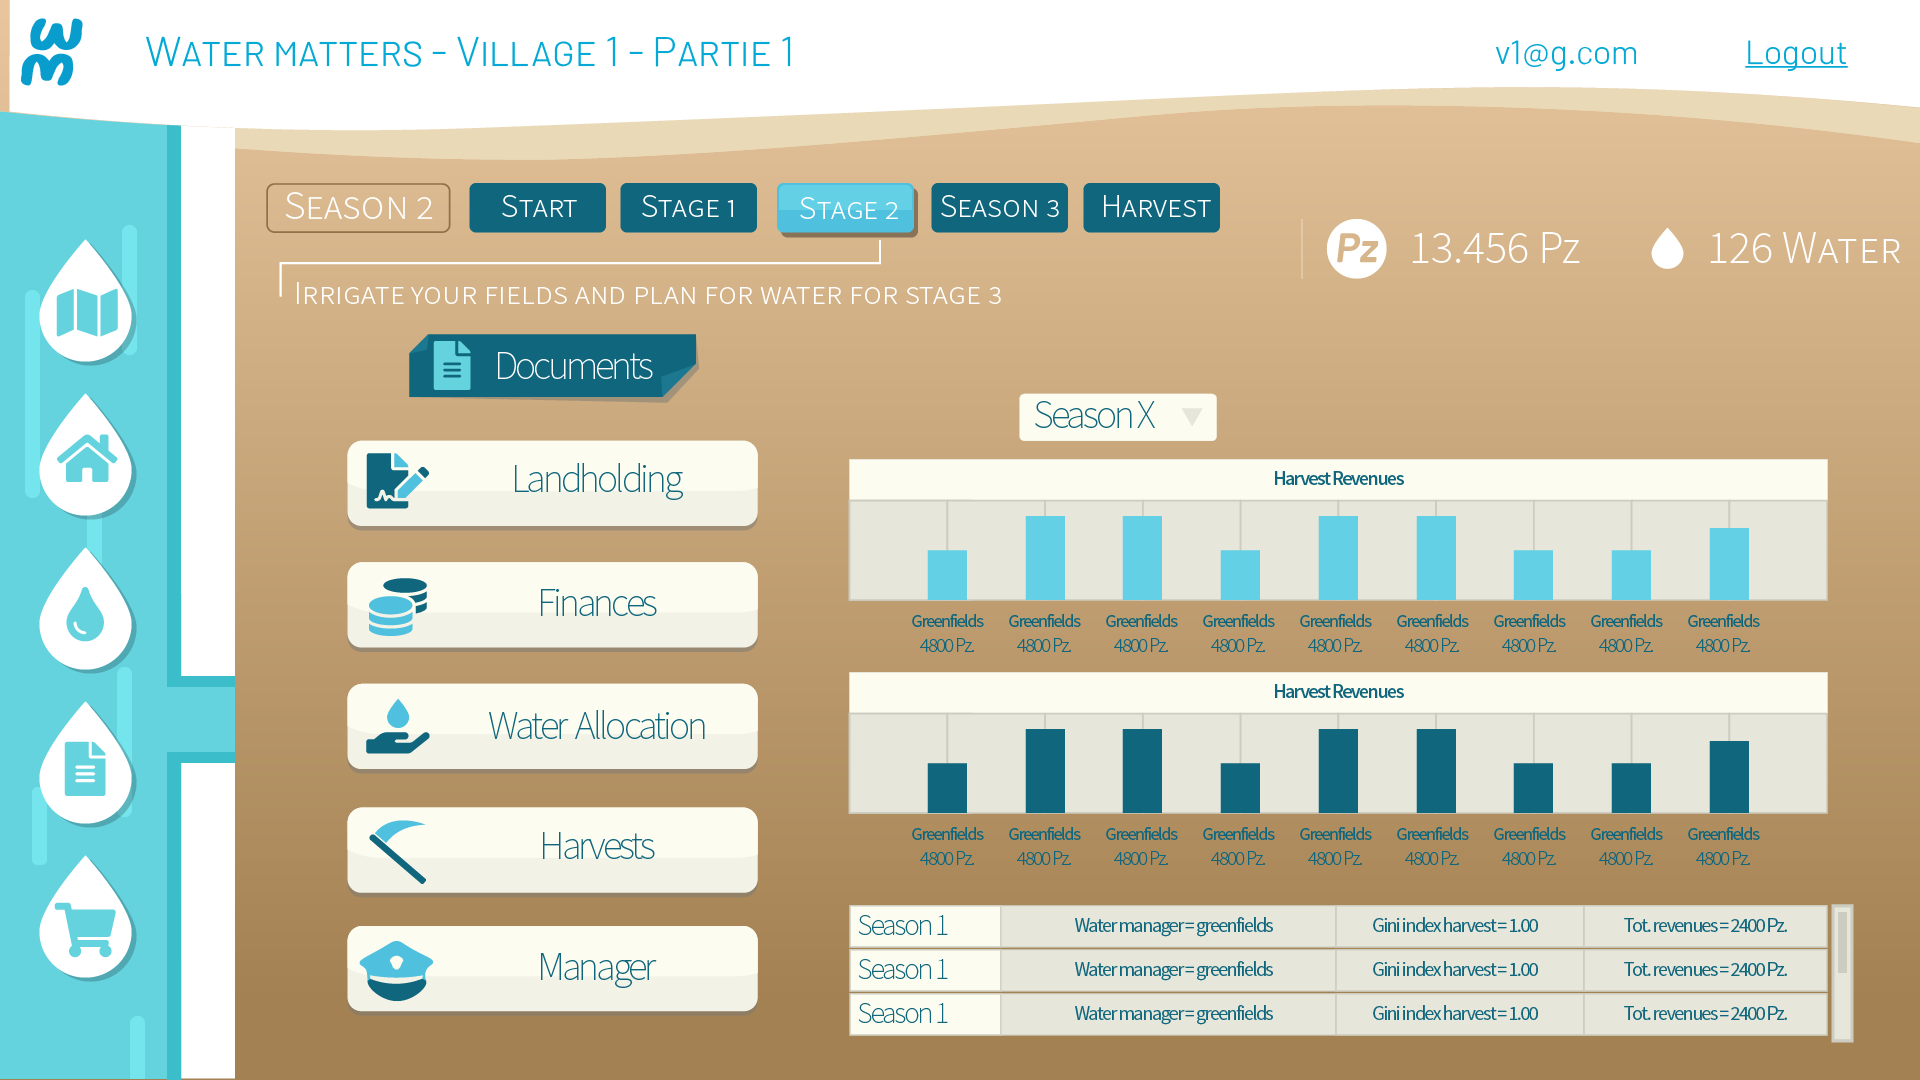 WM
WATER MATTERS - VILLAGE 1 - PARTIE 1
v1@g.com
Logout
SEASON 2
START
STAGE 1
STAGE 2
SEASON 3
HARVEST
Pz
13.456 Pz
126 WATER
IRRIGATE YOUR FIELDS AND PLAN FOR WATER FOR STAGE 3
Documents
Landholding
Finances
Water Allocation
Harvests
Manager
Season X
Harvest Revenues
Greenfields Greenfields Greenfields Greenfields Greenfields Greenfields Greenfields Greenfields Greenfields
4800 Pz. 4800 Pz. 4800 Pz. 4800 Pz. 4800 Pz. 4800 Pz. 4800 Pz. 4800 Pz. 4800 Pz.
Harvest Revenues
Greenfields Greenfields Greenfields Greenfields Greenfields Greenfields Greenfields Greenfields Greenfields
4800 Pz. 4800 Pz. 4800 Pz. 4800 Pz. 4800 Pz. 4800 Pz. 4800 Pz. 4800 Pz. 4800 Pz.
Season 1 Water manager = greenfields Gini index harvest = 1.00 Tot. revenues = 2400 Pz.
Season 1 Water manager = greenfields Gini index harvest = 1.00 Tot. revenues = 2400 Pz.
Season 1 Water manager = greenfields Gini index harvest = 1.00 Tot. revenues = 2400 Pz.